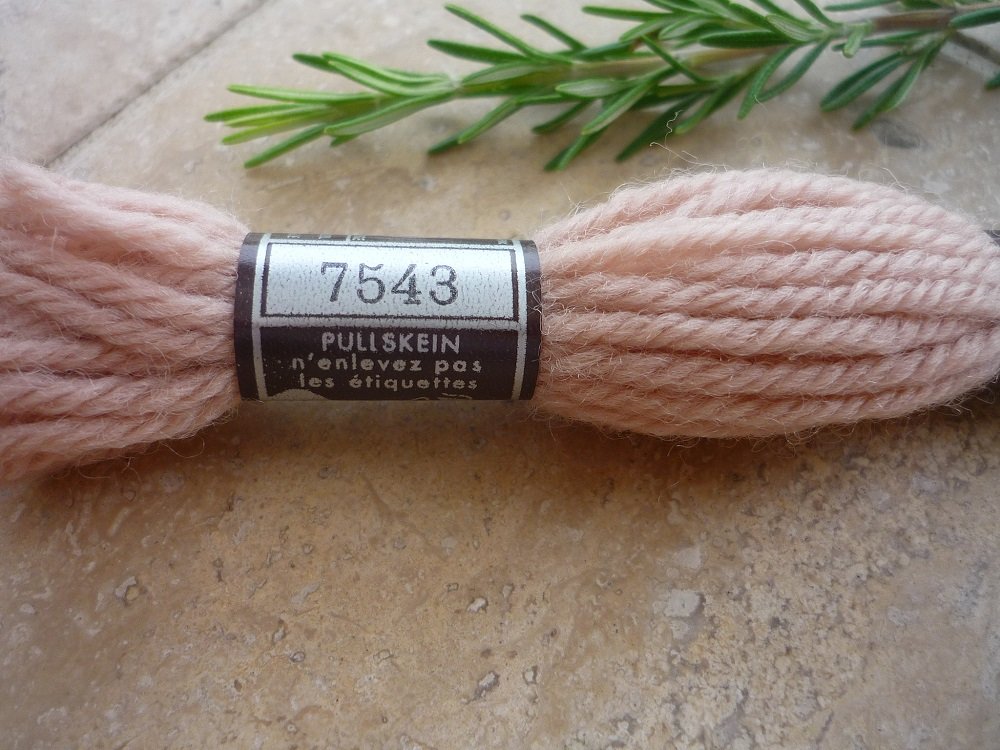 7543
PULLSKEIN
n'enlevez pas
les étiquettes